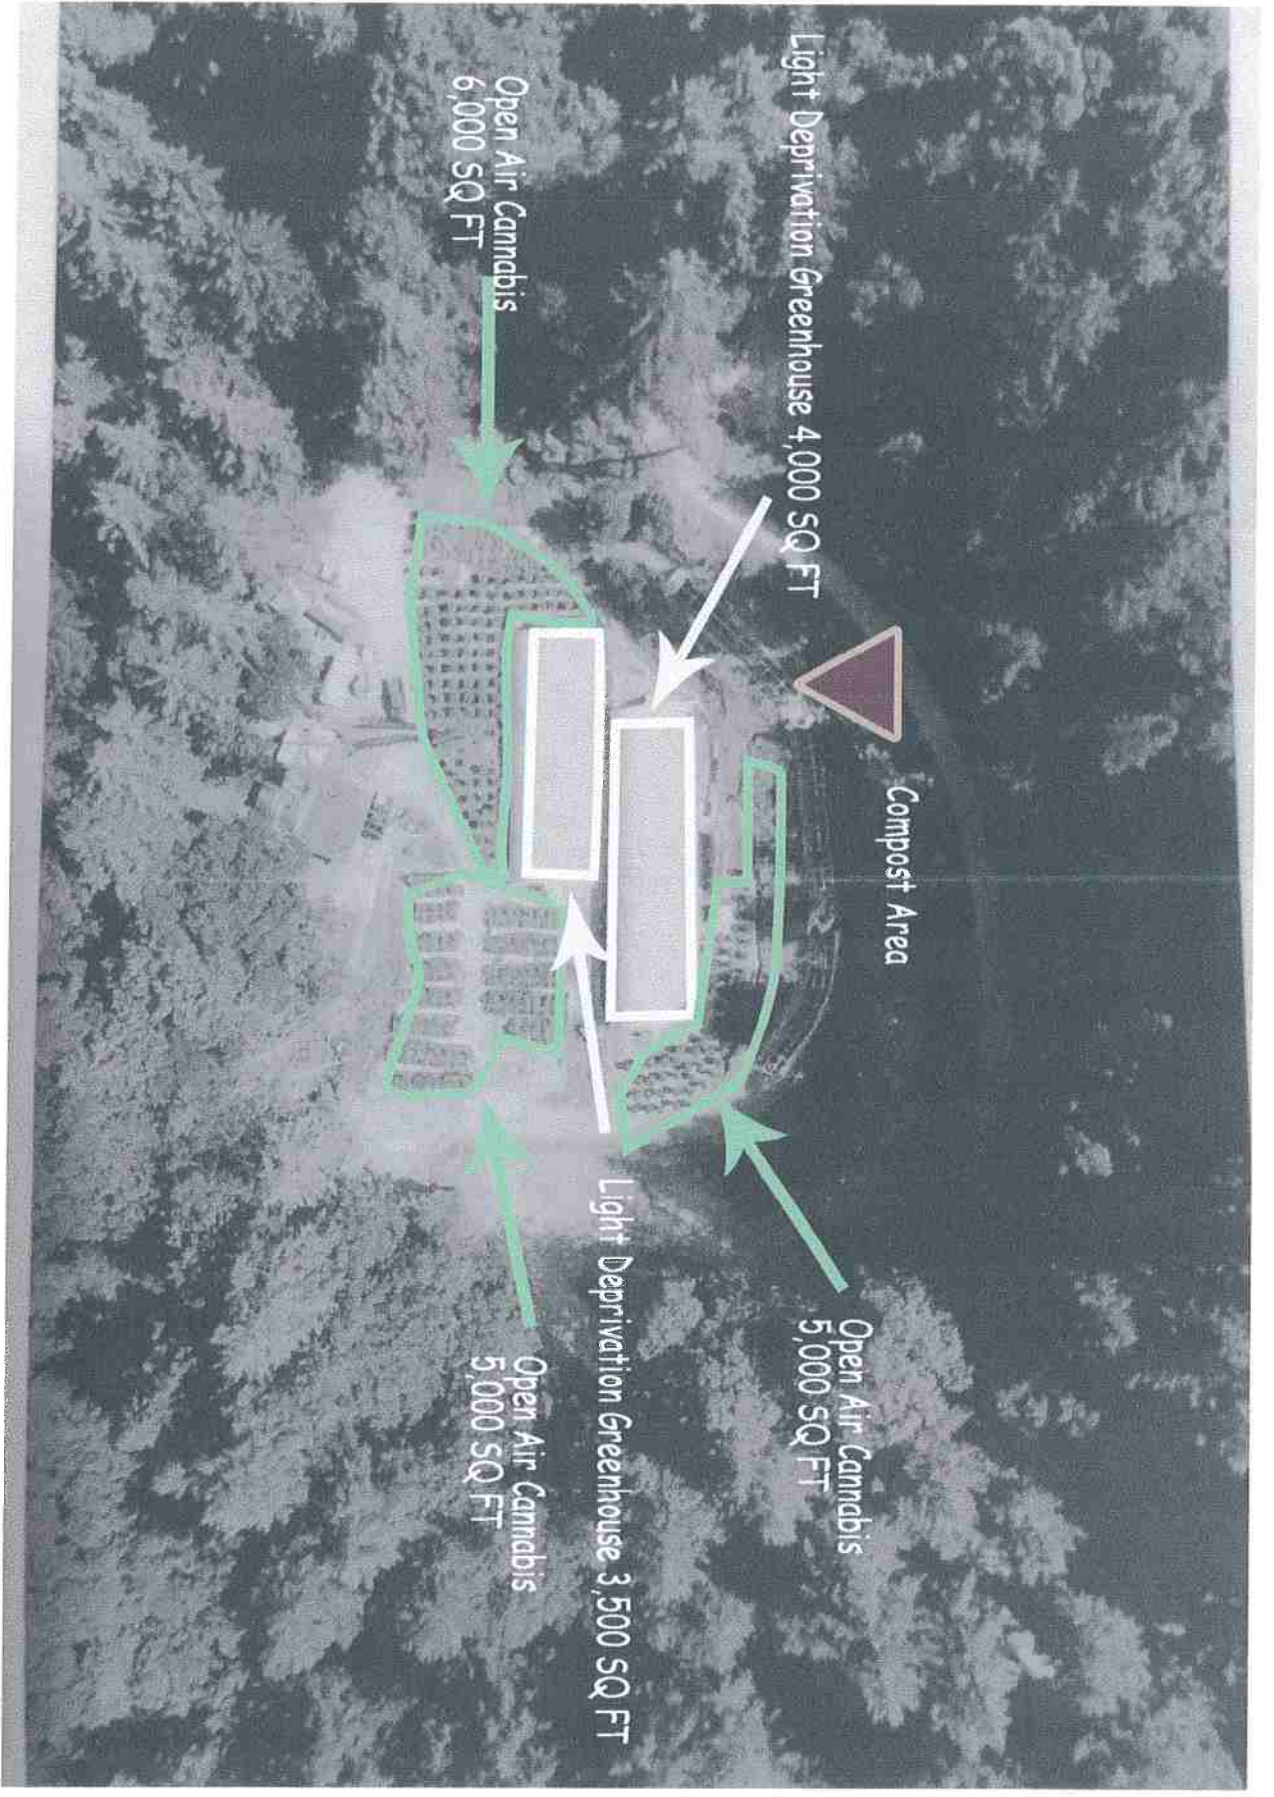 Compost Area
Open Air Cannabis
5,000 SQ FT
Light Deprivation Greenhouse 4,000 SQ FT
Light Deprivation Greenhouse 3,500 SQ FT
Open Air Cannabis
6,000 SQ FT
Open Air Cannabis
5,000 SQ FT